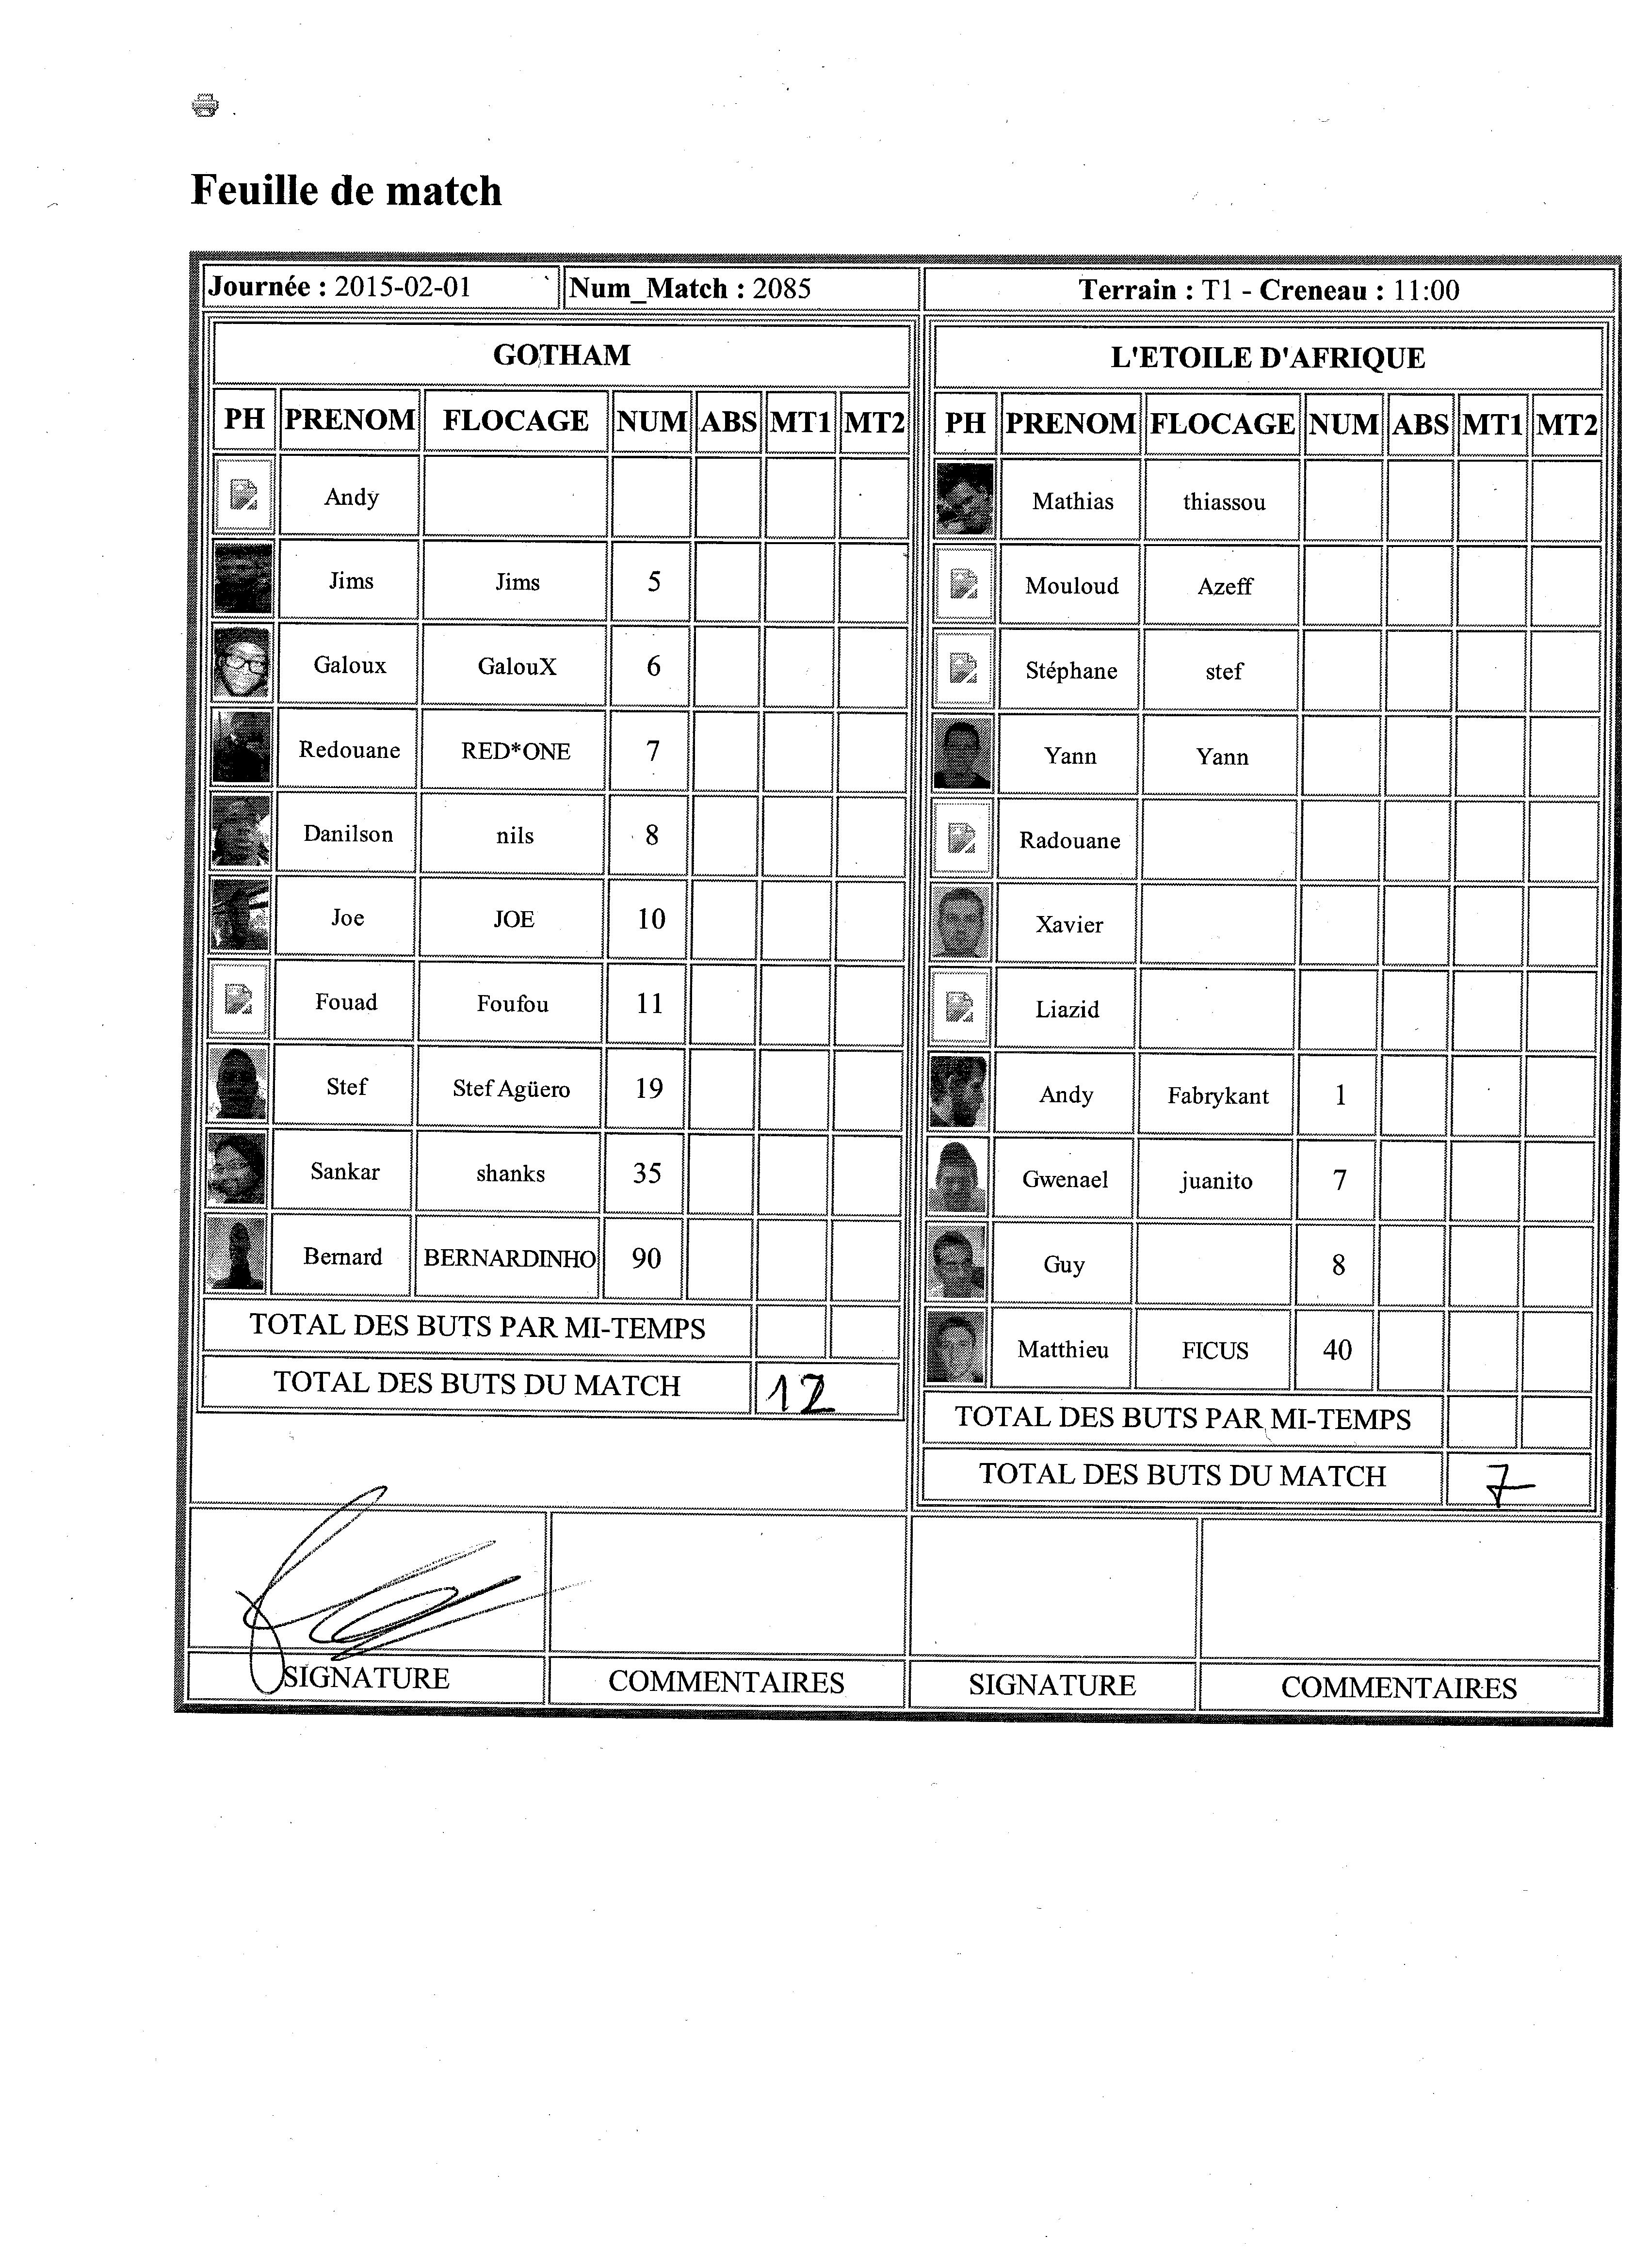 Feuille de match
Journée : 2015-02-01 Num_Match : 2085 Terrain : T1 - Creneau : 11:00
GOTHAM
PH PRENOM FLOCAGE NUM ABS MT1 MT2
Andy
Jims Jims 5
Galoux GalouX 6
Redouane RED*ONE 7
Danilson nils 8
Joe JOE 10
Fouad Foufou 11
Stef Stef Agüero 19
Sankar shanks 35
Bernard BERNARDINHO 90
TOTAL DES BUTS PAR MI-TEMPS
TOTAL DES BUTS DU MATCH 12
L'ETOILE D'AFRIQUE
PH PRENOM FLOCAGE NUM ABS MT1 MT2
Mathias thiassou
Mouloud Azeff
Stéphane stef
Yann Yann
Radouane
Xavier
Liazid
Andy Fabrykant 1
Gwenael juanito 7
Guy 8
Matthieu FICUS 40
TOTAL DES BUTS PAR MI-TEMPS
TOTAL DES BUTS DU MATCH 7
SIGNATURE COMMENTAIRES SIGNATURE COMMENTAIRES